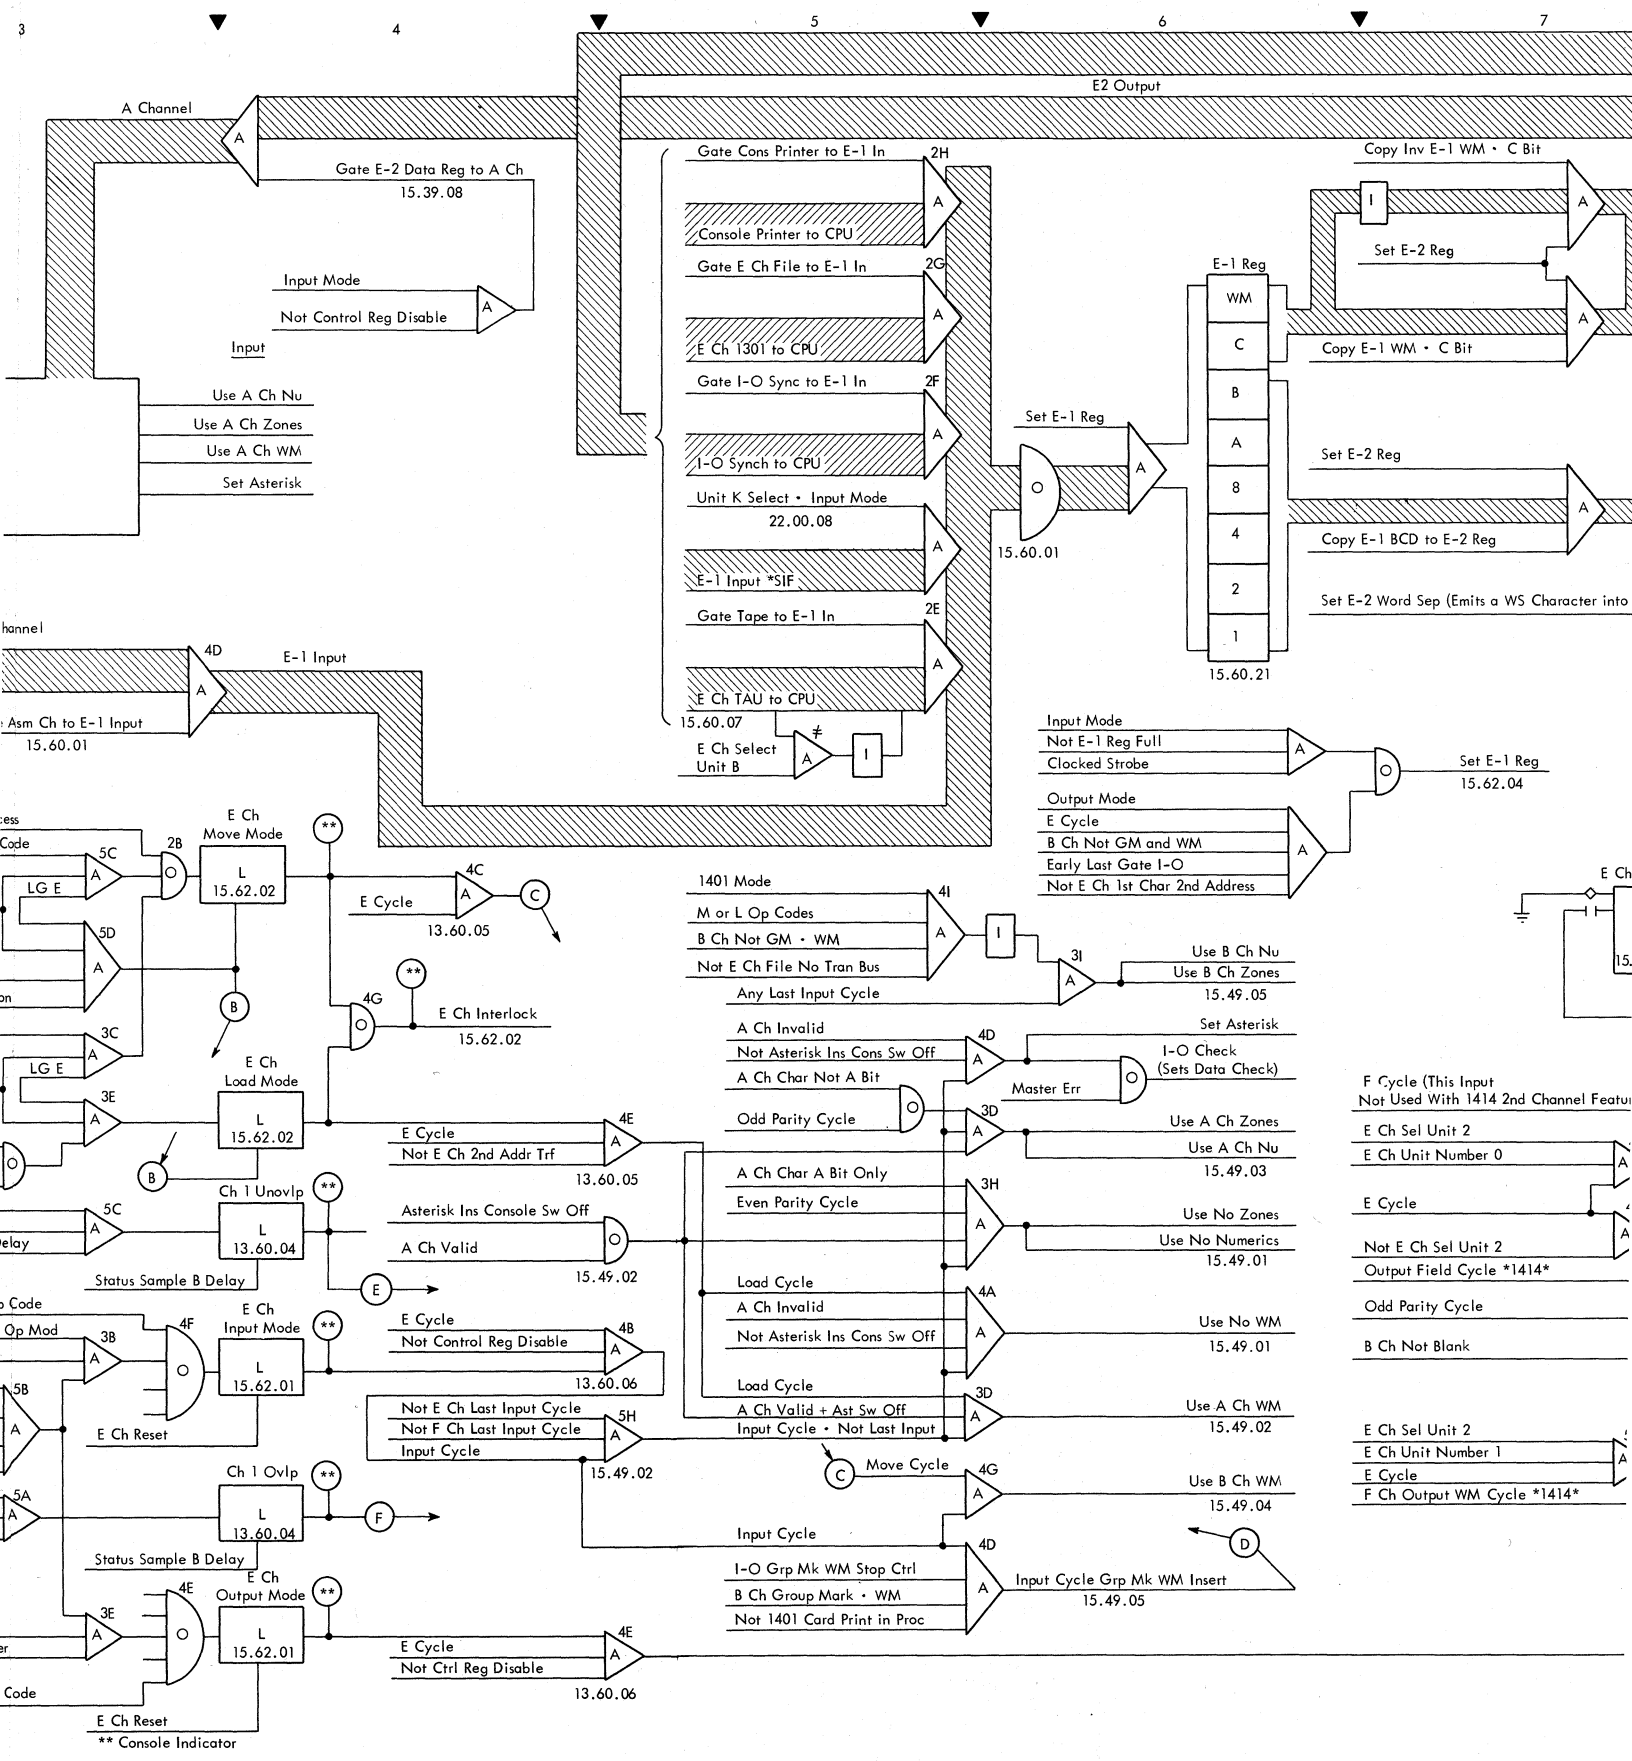 3
4
5
6
7
E2 Output
A Channel
A
Gate E-2 Data Reg to A Ch
15.39.08
Input Mode
Not Control Reg Disable
A
Input
Use A Ch Nu
Use A Ch Zones
Use A Ch WM
Set Asterisk
Gate Cons Printer to E-1 In
2H
A
Console Printer to CPU
Gate E Ch File to E-1 In
2G
A
E Ch 1301 to CPU
Gate I-O Sync to E-1 In
2F
A
I-O Synch to CPU
Unit K Select • Input Mode
22.00.08
A
E-1 Input *SIF
Gate Tape to E-1 In
2E
A
E Ch TAU to CPU
15.60.07
E Ch Select
Unit B
A
≠
I
Set E-1 Reg
O
15.60.01
A
E-1 Reg
WM
C
B
A
8
4
2
1
15.60.21
Copy Inv E-1 WM • C Bit
I
A
Set E-2 Reg
A
Copy E-1 WM • C Bit
Set E-2 Reg
A
Copy E-1 BCD to E-2 Reg
Set E-2 Word Sep (Emits a WS Character into
hannel
4D
A
E-1 Input
Asm Ch to E-1 Input
15.60.01
Input Mode
Not E-1 Reg Full
Clocked Strobe
A
O
Set E-1 Reg
15.62.04
Output Mode
E Cycle
B Ch Not GM and WM
Early Last Gate I-O
Not E Ch 1st Char 2nd Address
A
E Ch
15.
cess
Code
5C
A
LG E
5D
A
on
2B
O
E Ch
Move Mode
L
15.62.02
**
B
E Cycle
4C
A
13.60.05
C
3C
A
LG E
3E
A
O
4G
O
**
E Ch Interlock
15.62.02
E Ch
Load Mode
L
15.62.02
B
E Cycle
Not E Ch 2nd Addr Trf
4E
A
13.60.05
5C
A
elay
Ch 1 Unovlp
L
13.60.04
**
Status Sample B Delay
E
Asterisk Ins Console Sw Off
A Ch Valid
O
15.49.02
o Code
Op Mod
3B
A
5B
A
4F
O
E Ch
Input Mode
L
15.62.01
**
E Ch Reset
E Cycle
Not Control Reg Disable
4B
A
13.60.06
Not E Ch Last Input Cycle
Not F Ch Last Input Cycle
Input Cycle
5H
A
15.49.02
5A
A
Ch 1 Ovlp
L
13.60.04
**
F
Status Sample B Delay
3E
A
er
Code
4E
O
E Ch
Output Mode
L
15.62.01
**
E Ch Reset
** Console Indicator
E Cycle
Not Ctrl Reg Disable
4E
A
13.60.06
1401 Mode
M or L Op Codes
B Ch Not GM • WM
Not E Ch File No Tran Bus
4I
A
I
Any Last Input Cycle
3I
A
Use B Ch Nu
Use B Ch Zones
15.49.05
A Ch Invalid
Not Asterisk Ins Cons Sw Off
4D
A
Set Asterisk
Master Err
O
I-O Check
(Sets Data Check)
A Ch Char Not A Bit
Odd Parity Cycle
O
3D
A
Use A Ch Zones
Use A Ch Nu
15.49.03
A Ch Char A Bit Only
Even Parity Cycle
3H
A
Use No Zones
Use No Numerics
15.49.01
Load Cycle
A Ch Invalid
Not Asterisk Ins Cons Sw Off
4A
A
Use No WM
15.49.01
Load Cycle
A Ch Valid + Ast Sw Off
Input Cycle • Not Last Input
3D
A
Use A Ch WM
15.49.02
C
Move Cycle
4G
A
Use B Ch WM
15.49.04
Input Cycle
I-O Grp Mk WM Stop Ctrl
B Ch Group Mark • WM
Not 1401 Card Print in Proc
4D
A
Input Cycle Grp Mk WM Insert
15.49.05
D
F Cycle (This Input
Not Used With 1414 2nd Channel Featu
E Ch Sel Unit 2
E Ch Unit Number 0
A
E Cycle
A
Not E Ch Sel Unit 2
Output Field Cycle *1414*
Odd Parity Cycle
B Ch Not Blank
E Ch Sel Unit 2
E Ch Unit Number 1
A
E Cycle
F Ch Output WM Cycle *1414*